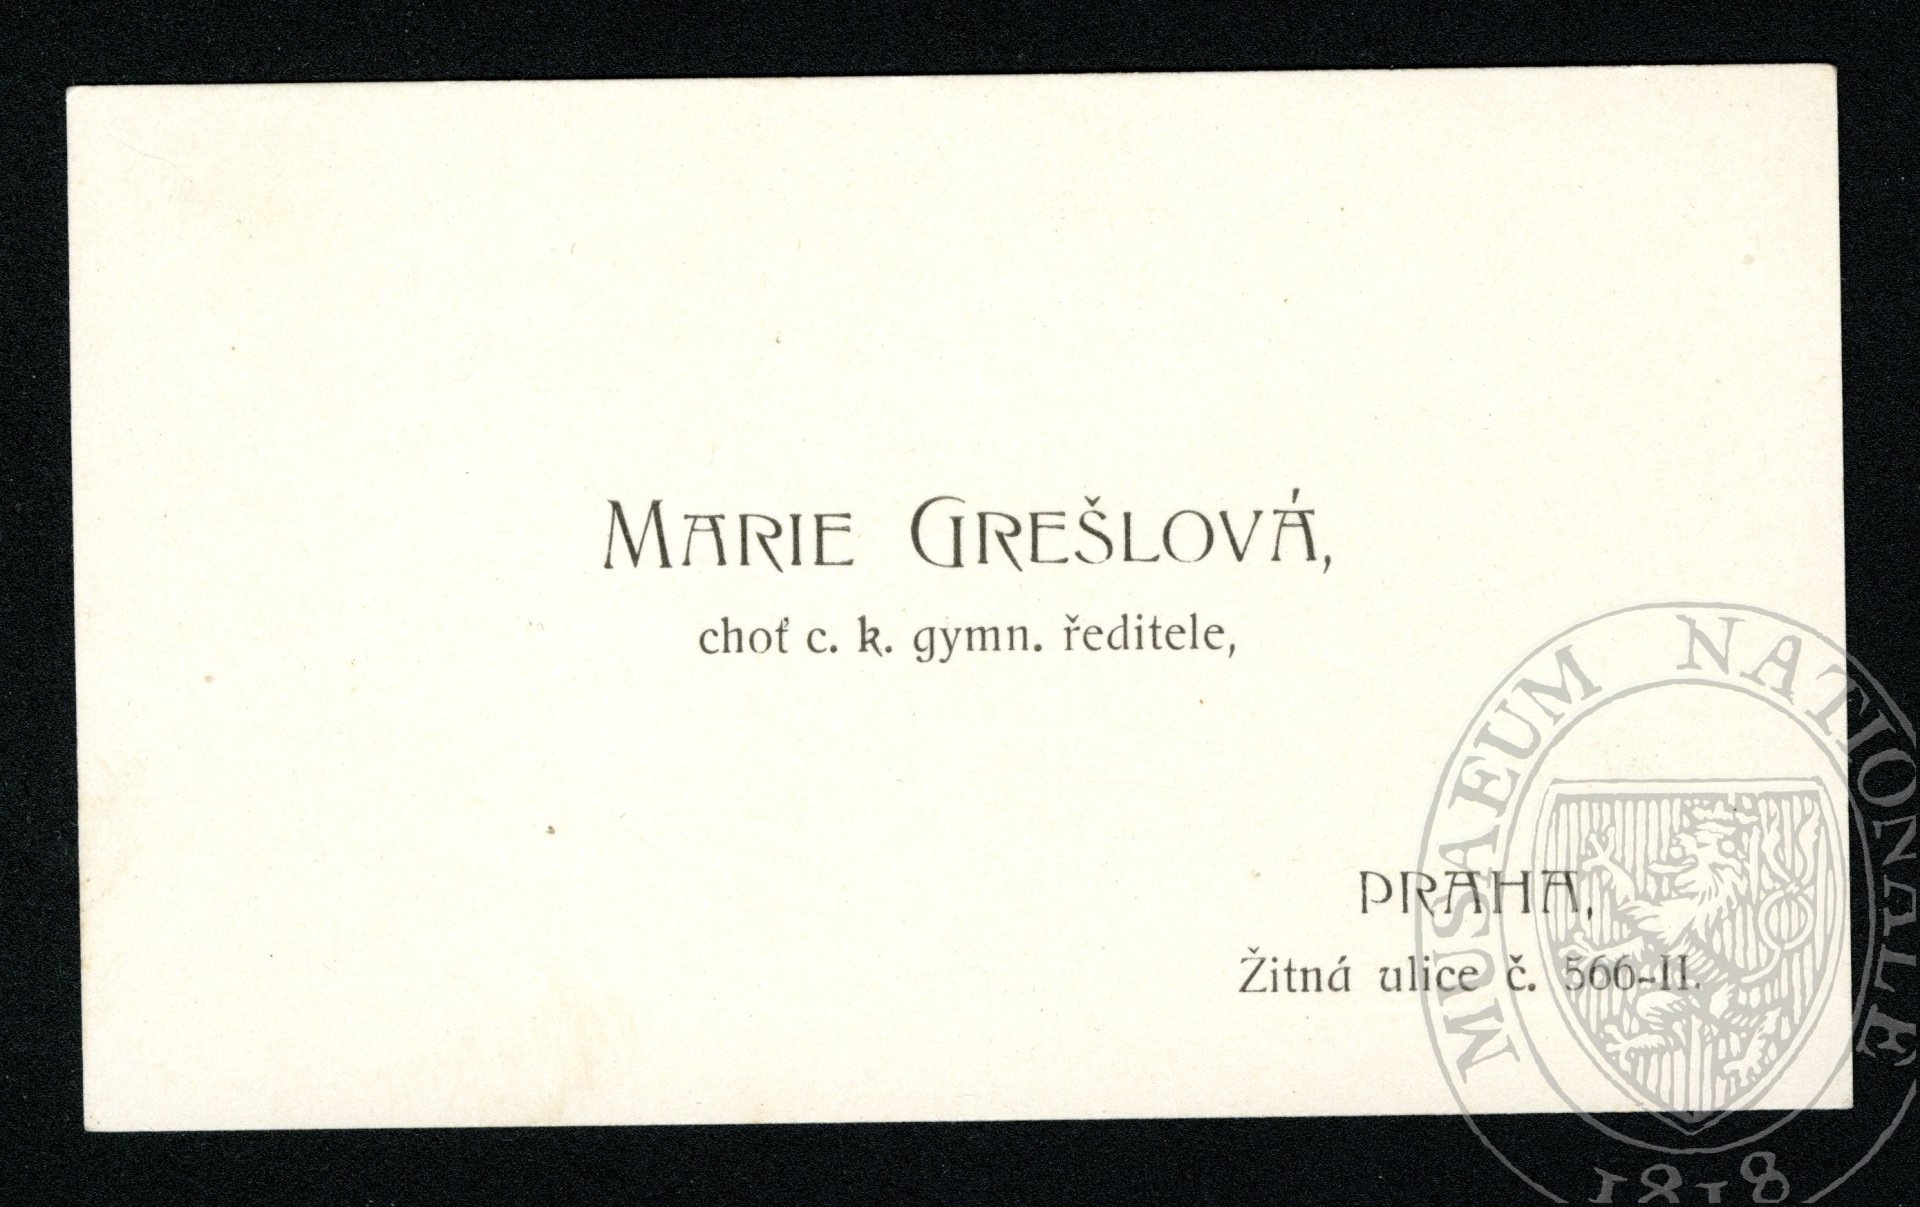 MARIE GREŠLOVÁ,
choť c. k. gymn. ředitele,
PRAHA,
Žitná ulice č. 566-II.
MUSAEUM NATIONALE
1818